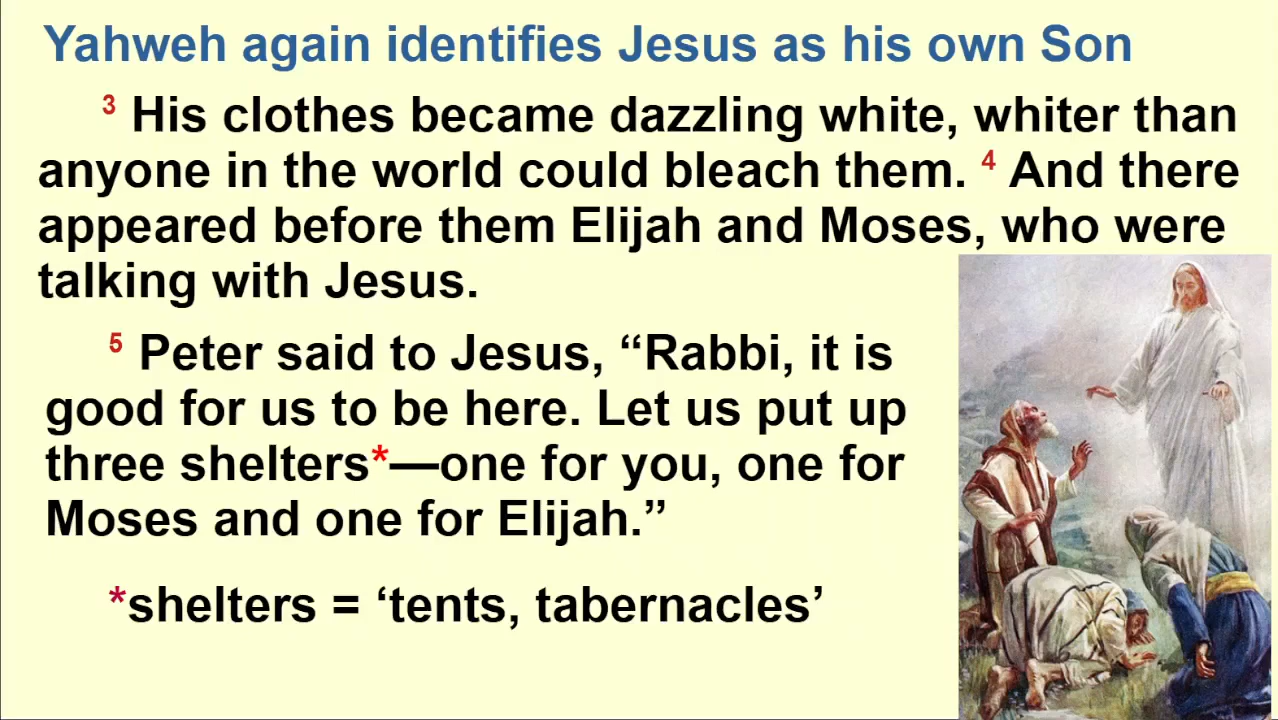 Yahweh again identifies Jesus as his own Son
3 His clothes became dazzling white, whiter than
anyone in the world could bleach them. 4 And there
appeared before them Elijah and Moses, who were
talking with Jesus.
5 Peter said to Jesus, “Rabbi, it is
good for us to be here. Let us put up
three shelters*—one for you, one for
Moses and one for Elijah.”
*shelters = ‘tents, tabernacles’